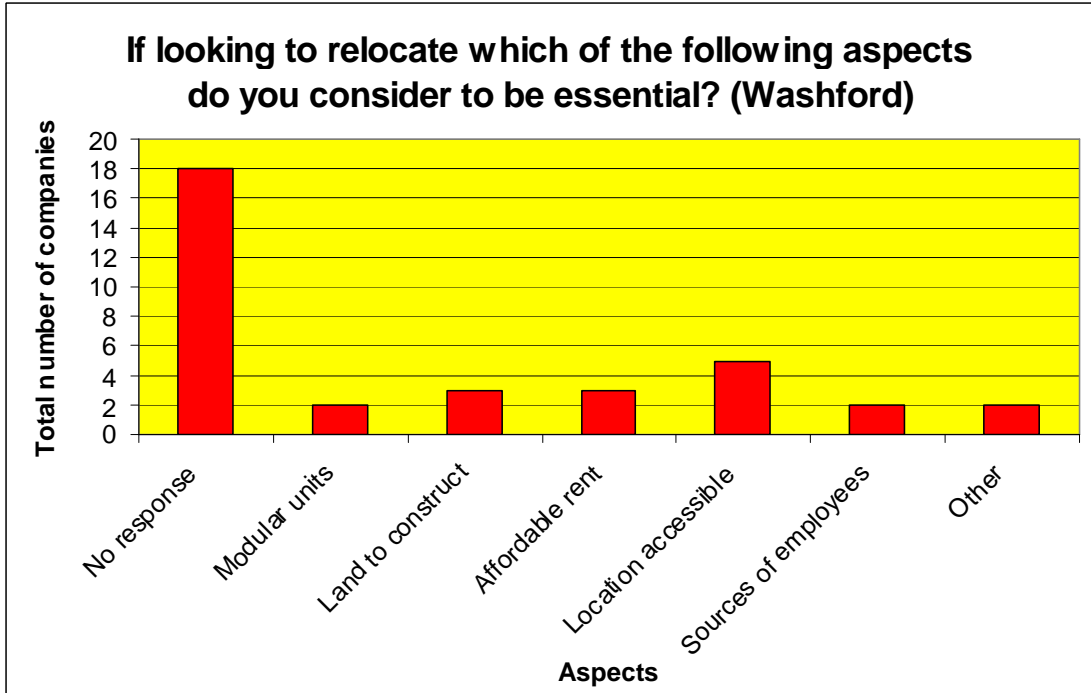 If looking to relocate which of the following aspects
do you consider to be essential? (Washford)
Total number of companies
20
18
16
14
12
10
8
6
4
2
0
No response
Modular units
Land to construct
Affordable rent
Location accessible
Sources of employees
Other
Aspects